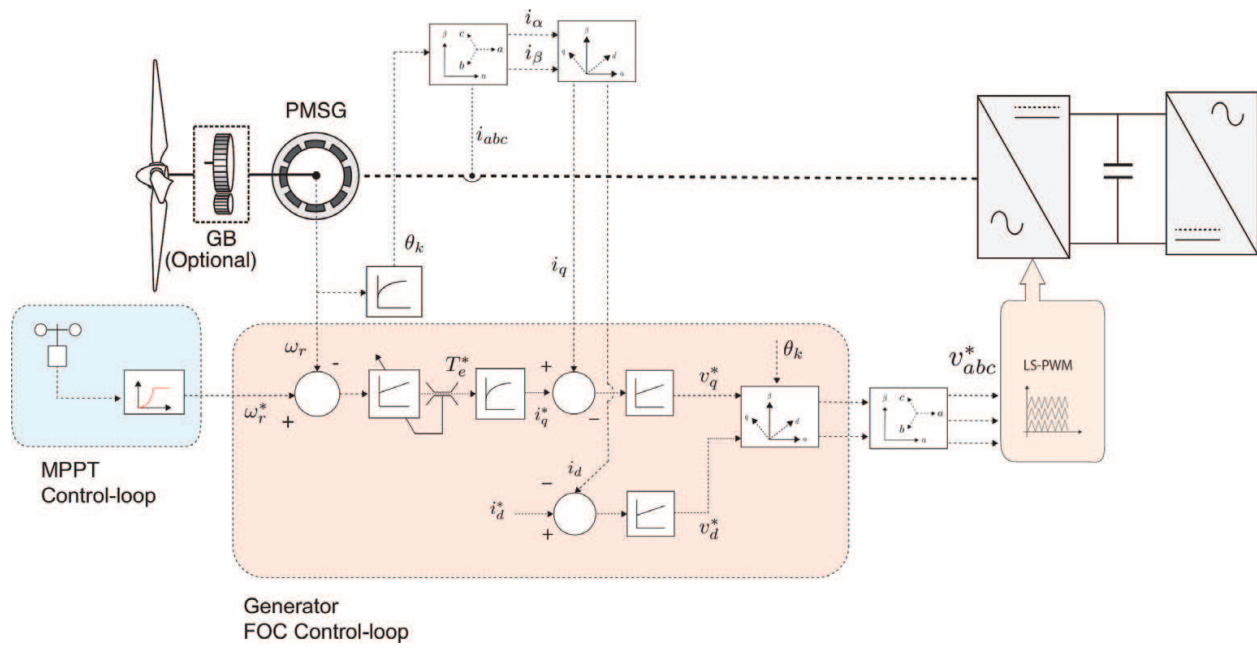 i_α
i_β
β c a b α
β q d α
PMSG
i_abc
GB
(Optional)
θ_k
i_q
ω_r
-
T_e^*
+
v_q^*
θ_k
v_abc^*
LS-PWM
β q d α
β c a b α
ω_r^*
+
i_q^*
−
MPPT
Control-loop
i_d
−
i_d^*
+
v_d^*
Generator
FOC Control-loop